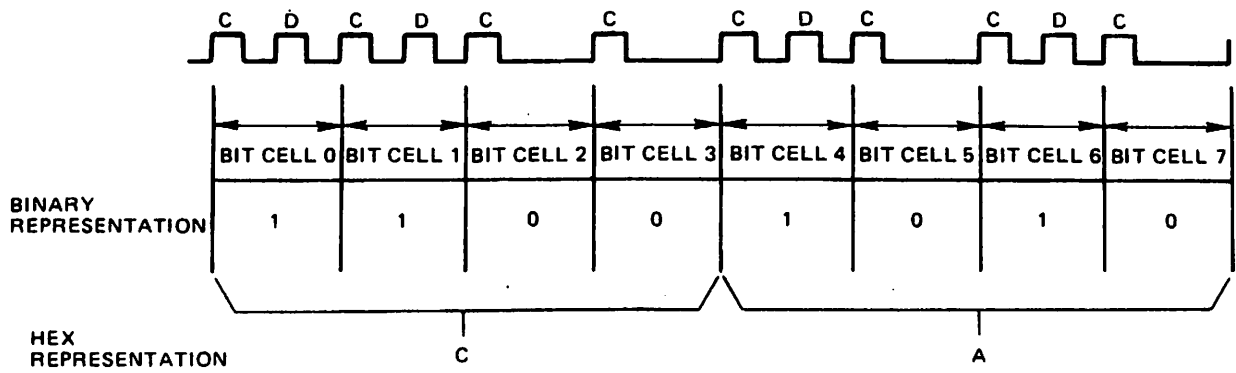 C D C D C C C D C C D C
BIT CELL 0 BIT CELL 1 BIT CELL 2 BIT CELL 3 BIT CELL 4 BIT CELL 5 BIT CELL 6 BIT CELL 7
BINARY
REPRESENTATION 1 1 0 0 1 0 1 0
HEX
REPRESENTATION C A